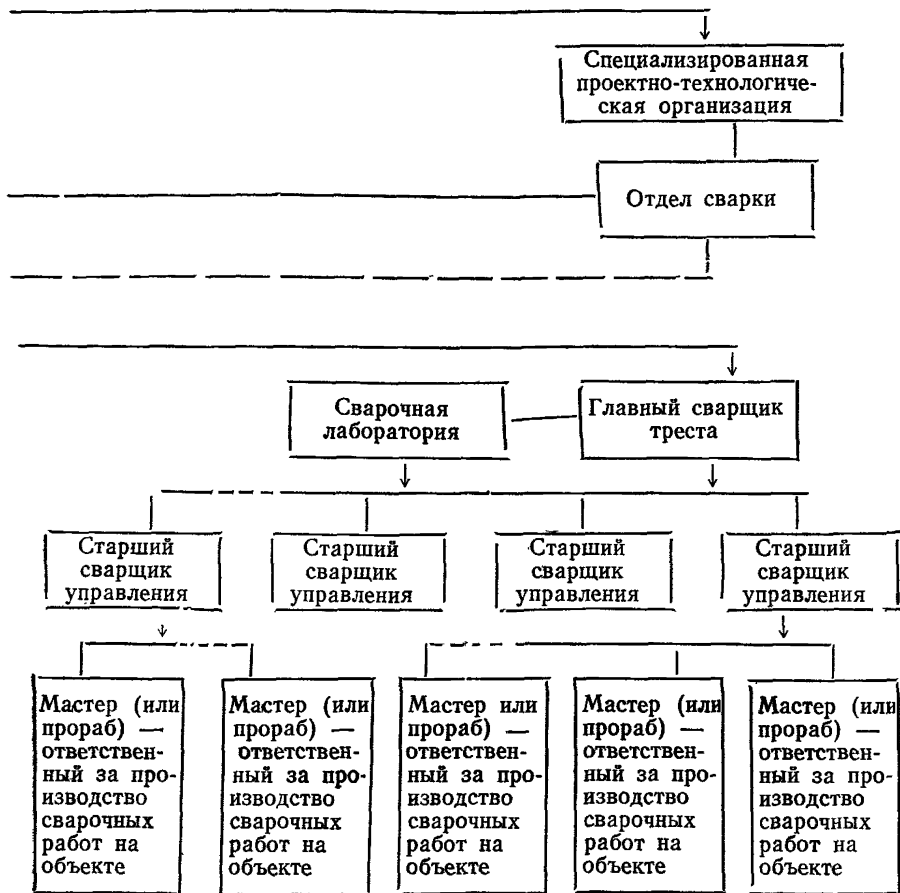 Специализированная
проектно-технологиче-
ская организация
Отдел сварки
Сварочная
лаборатория
Главный сварщик
треста
Старший
сварщик
управления
Старший
сварщик
управления
Старший
сварщик
управления
Старший
сварщик
управления
Мастер (или
прораб) —
ответствен-
ный за про-
изводство
сварочных
работ на
объекте
Мастер (или
прораб) —
ответствен-
ный за про-
изводство
сварочных
работ на
объекте
Мастер или
прораб) —
ответствен-
ный за про-
изводство
сварочных
работ на
объекте
Мастер (или
прораб) —
ответствен-
ный за про-
изводство
сварочных
работ на
объекте
Мастер (или
прораб) —
ответствен-
ный за про-
изводство
сварочных
работ на
объекте